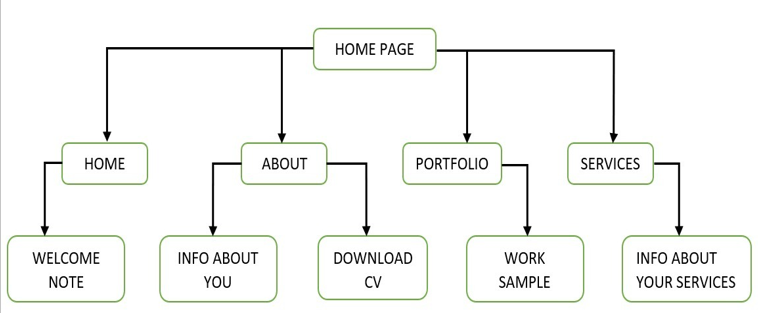 HOME PAGE
HOME
ABOUT
PORTFOLIO
SERVICES
WELCOME
NOTE
INFO ABOUT
YOU
DOWNLOAD
CV
WORK
SAMPLE
INFO ABOUT
YOUR SERVICES